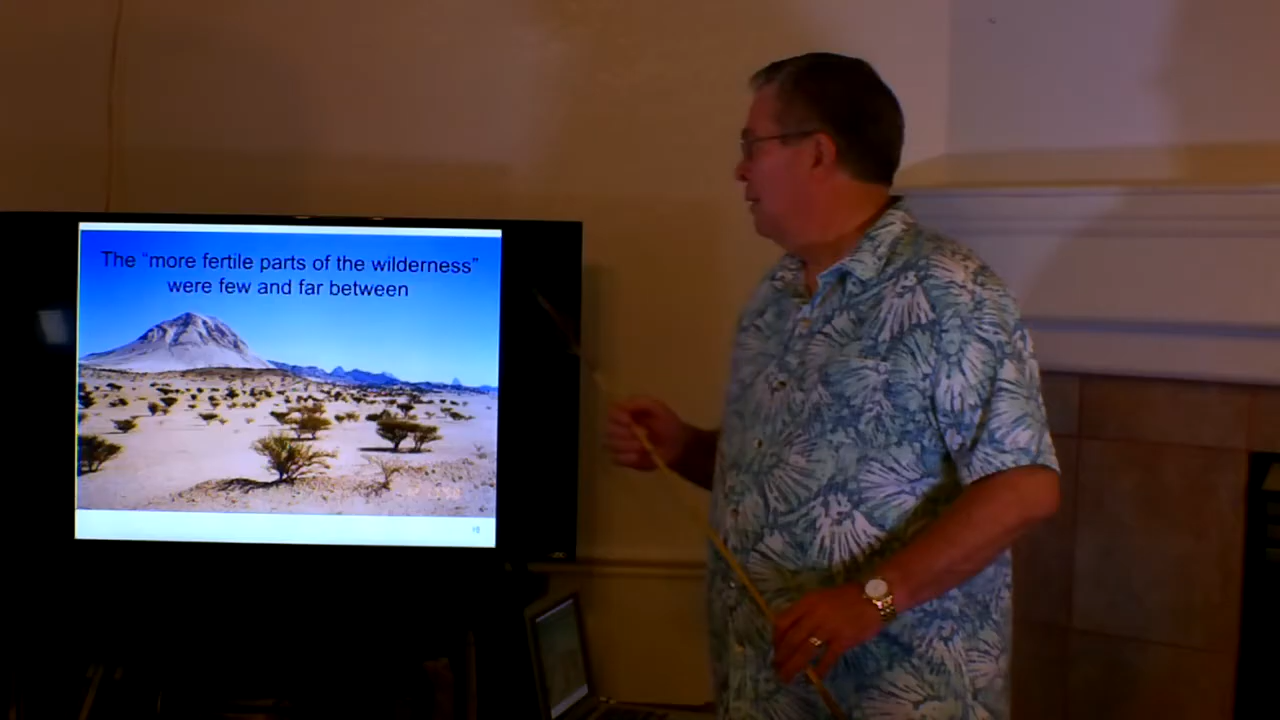 The "more fertile parts of the wilderness"
were few and far between